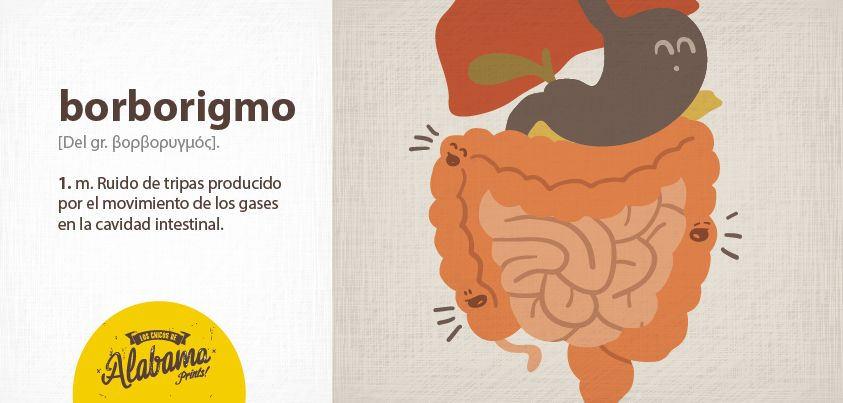 borborigmo
[Del gr. βορβορυγμός].
1. m. Ruido de tripas producido
por el movimiento de los gases
en la cavidad intestinal.
LOS CHICOS DE
Alabama
Prints!